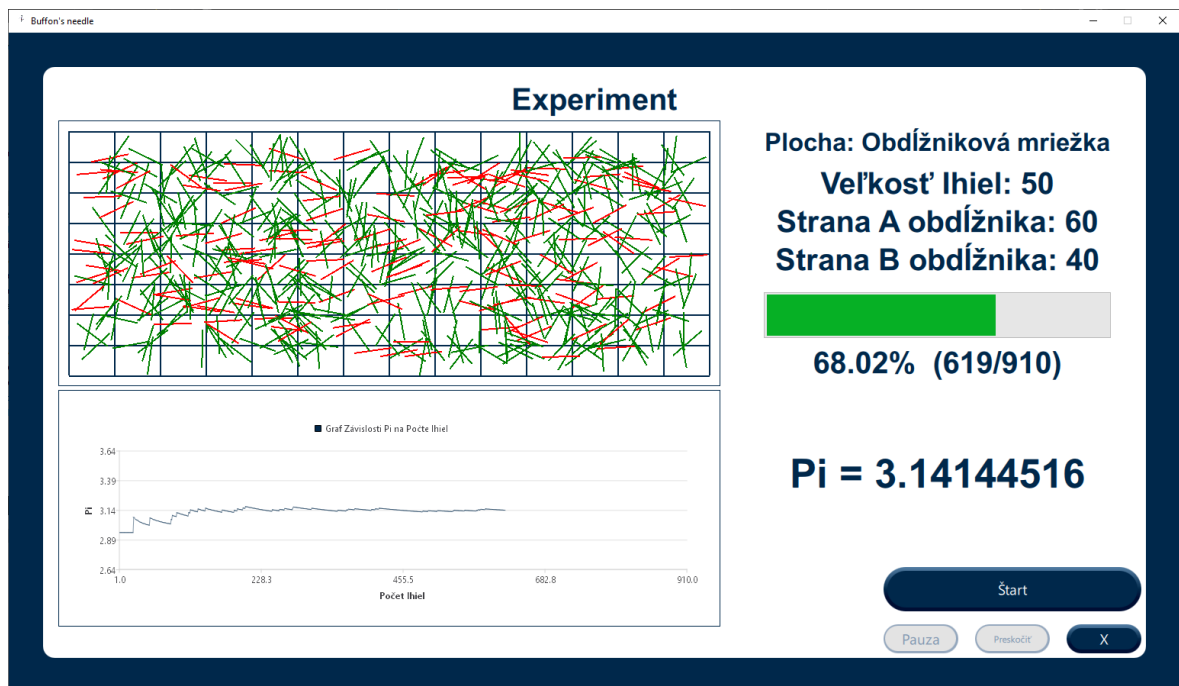 Buffon's needle
Experiment
Plocha: Obdĺžniková mriežka
Veľkosť Ihiel: 50
Strana A obdĺžnika: 60
Strana B obdĺžnika: 40
68.02% (619/910)
Graf Závislosti Pi na Počte Ihiel
3.64
3.39
3.14
2.89
2.64
Pi
1.0 228.3 455.5 682.8 910.0
Počet Ihiel
Pi = 3.14144516
Štart
Pauza Preskočiť X